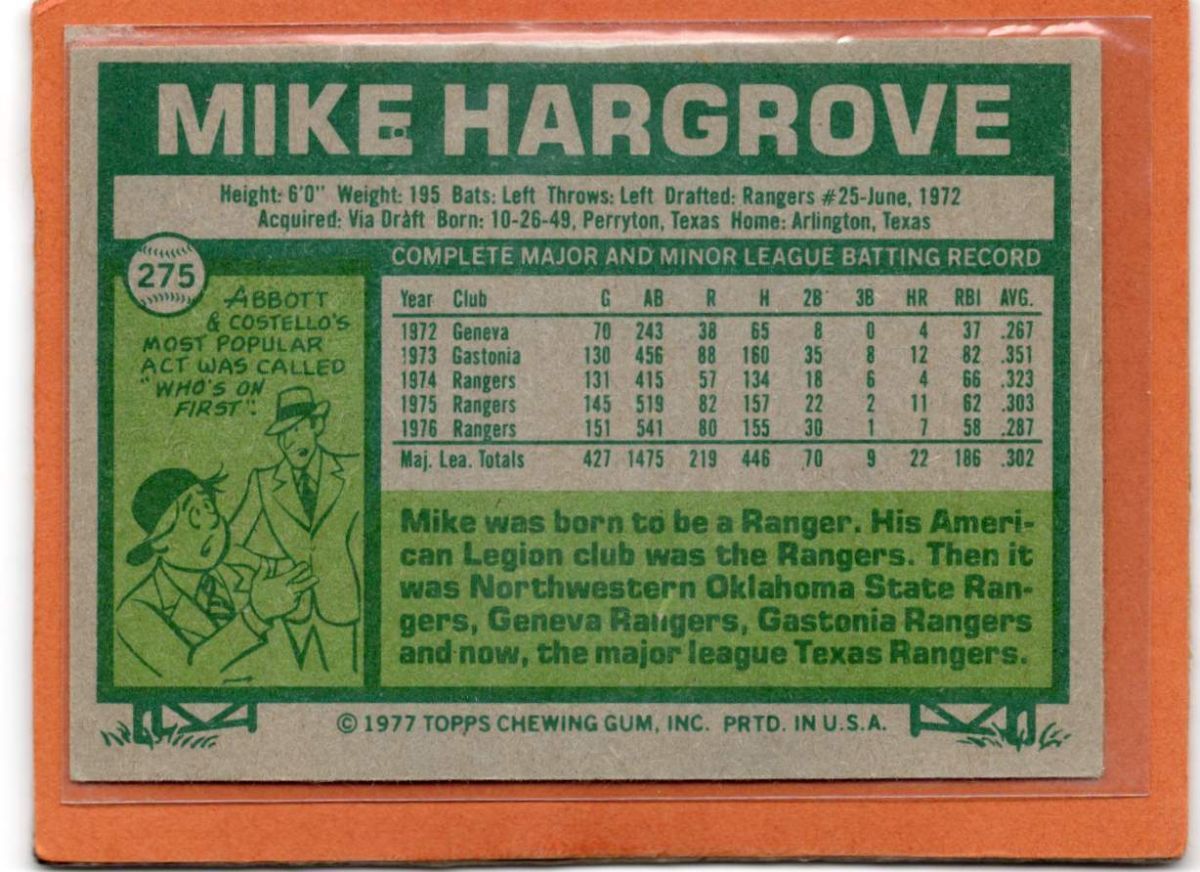 MIKE HARGROVE
Height: 6'0" Weight: 195 Bats: Left Throws: Left Drafted: Rangers #25-June, 1972
Acquired: Via Draft Born: 10-26-49, Perryton, Texas Home: Arlington, Texas
275
ABBOTT
& COSTELLO'S
MOST POPULAR
ACT WAS CALLED
"WHO'S ON
FIRST".
COMPLETE MAJOR AND MINOR LEAGUE BATTING RECORD
Year Club G AB R H 2B 3B HR RBI AVG.
1972 Geneva 70 243 38 65 8 0 4 37 .267
1973 Gastonia 130 456 88 160 35 8 12 82 .351
1974 Rangers 131 415 57 134 18 6 4 66 .323
1975 Rangers 145 519 82 157 22 2 11 62 .303
1976 Rangers 151 541 80 155 30 1 7 58 .287
Maj. Lea. Totals 427 1475 219 446 70 9 22 186 .302
Mike was born to be a Ranger. His Ameri-
can Legion club was the Rangers. Then it
was Northwestern Oklahoma State Ran-
gers, Geneva Rangers, Gastonia Rangers
and now, the major league Texas Rangers.
© 1977 TOPPS CHEWING GUM, INC. PRTD. IN U.S.A.